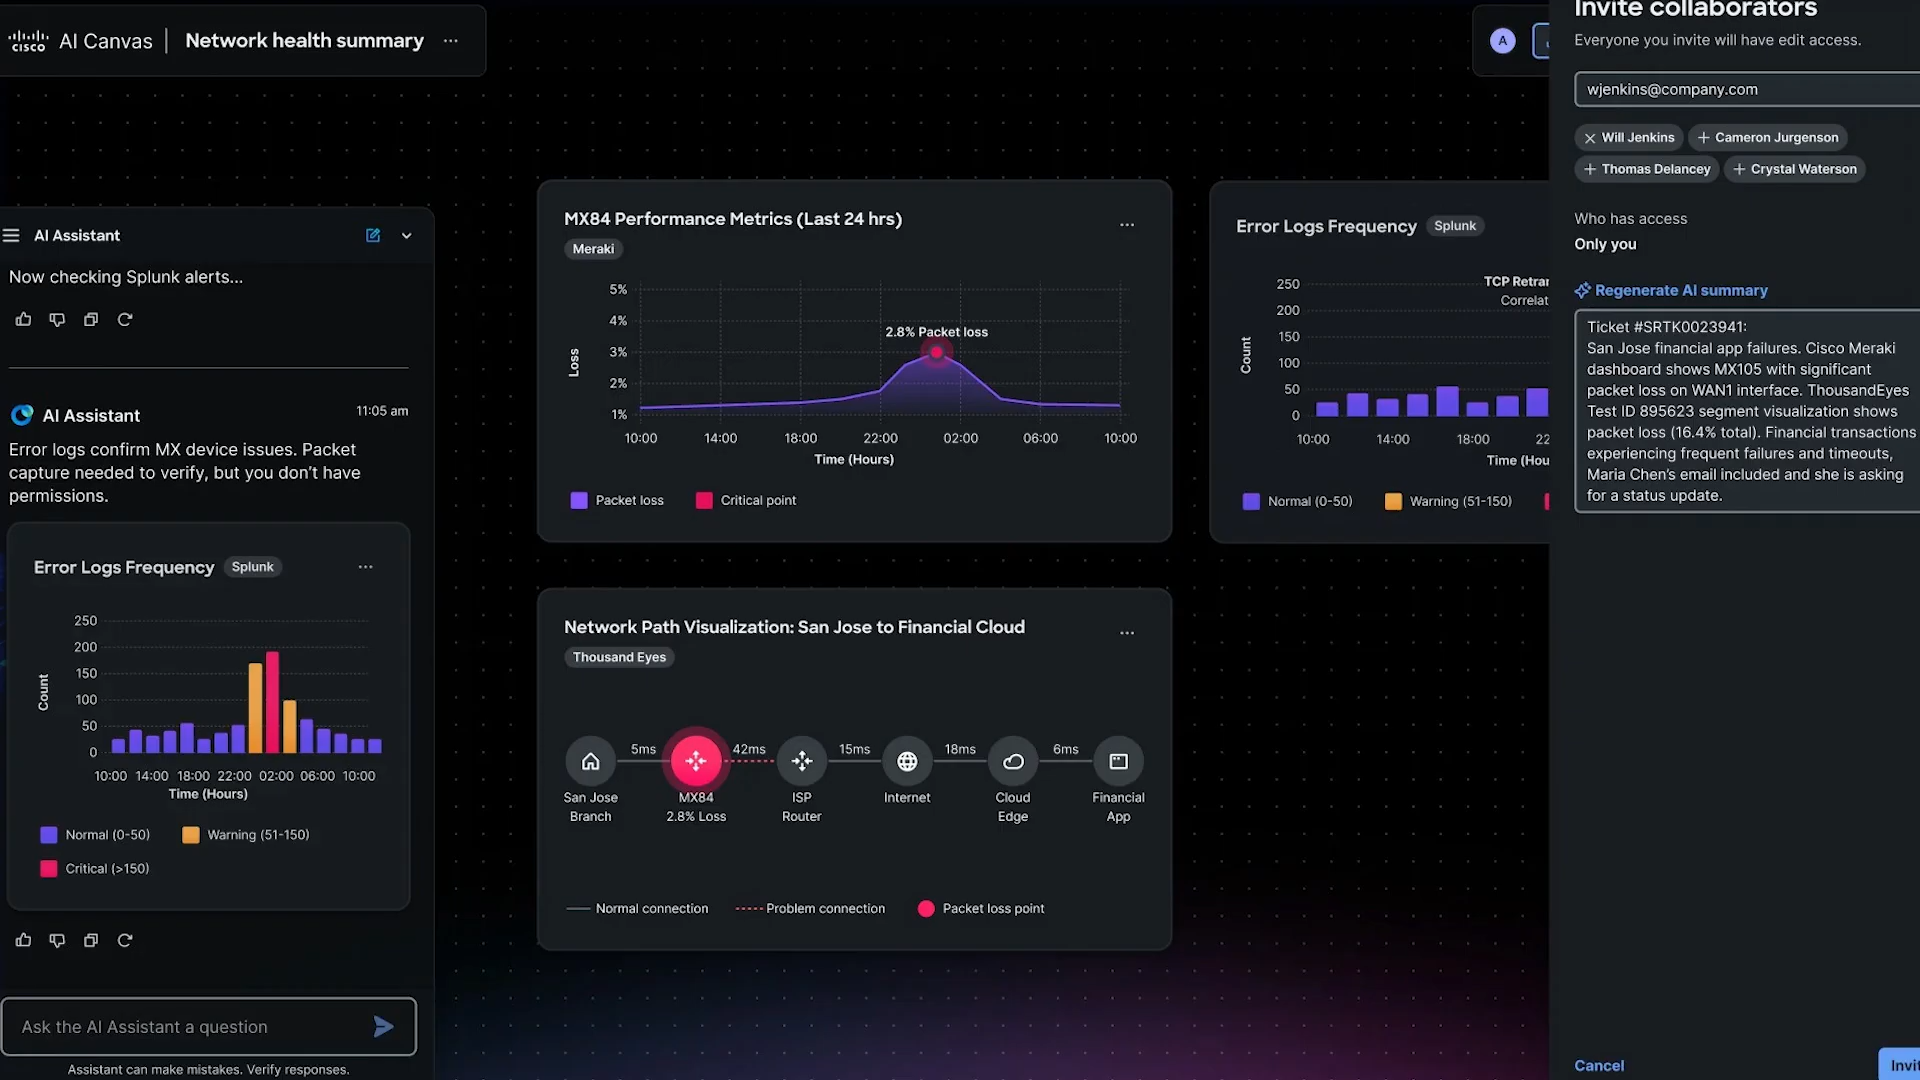 CISCO AI Canvas | Network health summary ...
A
Invite collaborators
Everyone you invite will have edit access.
wjenkins@company.com
Will Jenkins
Cameron Jurgenson
Thomas Delancey
Crystal Waterson
Who has access
Only you
Regenerate AI summary
Ticket #SRTK0023941:
San Jose financial app failures. Cisco Meraki
dashboard shows MX105 with significant
packet loss on WAN1 interface. ThousandEyes
Test ID 895623 segment visualization shows
packet loss (16.4% total). Financial transactions
experiencing frequent failures and timeouts,
Maria Chen’s email included and she is asking
for a status update.
Cancel
Invit
AI Assistant
Now checking Splunk alerts...
AI Assistant
11:05 am
Error logs confirm MX device issues. Packet
capture needed to verify, but you don’t have
permissions.
Error Logs Frequency
Splunk
250
200
150
100
50
0
Count
10:00 14:00 18:00 22:00 02:00 06:00 10:00
Time (Hours)
Normal (0-50)
Warning (51-150)
Critical (>150)
Ask the AI Assistant a question
Assistant can make mistakes. Verify responses.
MX84 Performance Metrics (Last 24 hrs)
Meraki
5%
4%
3%
2%
1%
Loss
2.8% Packet loss
10:00 14:00 18:00 22:00 02:00 06:00 10:00
Time (Hours)
Packet loss
Critical point
Error Logs Frequency
Splunk
250
200
150
100
50
0
Count
TCP Retran
Correlat
10:00 14:00 18:00 22
Time (Hou
Normal (0-50)
Warning (51-150)
Network Path Visualization: San Jose to Financial Cloud
Thousand Eyes
5ms 42ms 15ms 18ms 6ms
San Jose
Branch
MX84
2.8% Loss
ISP
Router
Internet
Cloud
Edge
Financial
App
Normal connection
Problem connection
Packet loss point